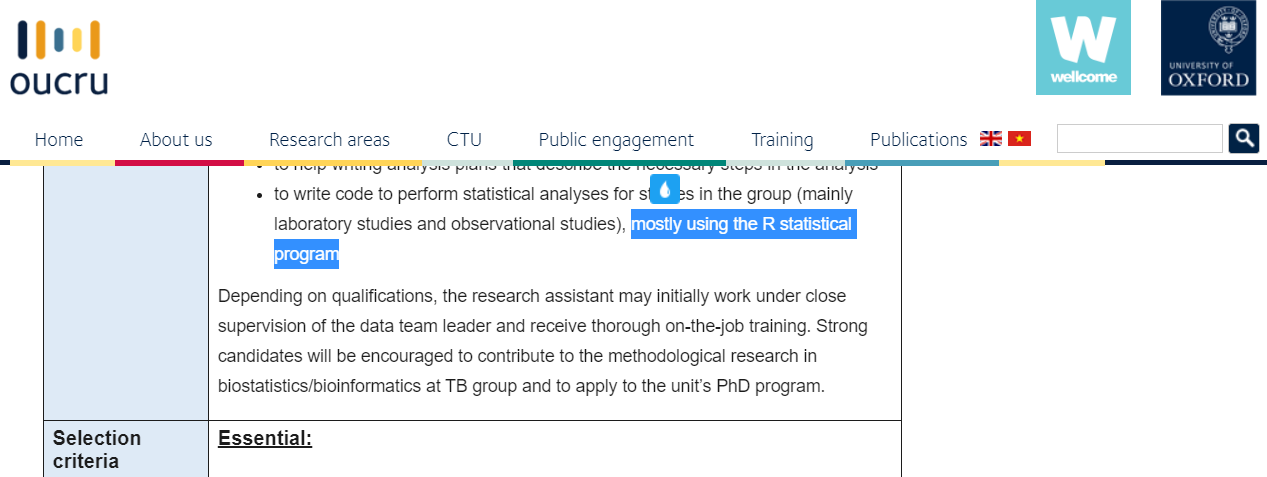 oucru
W
wellcome
UNIVERSITY OF
OXFORD
Home About us Research areas CTU Public engagement Training Publications
to help writing analysis plans that describe the necessary steps in the analysis
to write code to perform statistical analyses for in the group (mainly
laboratory studies and observational studies), mostly using the R statistical
program
Depending on qualifications, the research assistant may initially work under close
supervision of the data team leader and receive thorough on-the-job training. Strong
candidates will be encouraged to contribute to the methodological research in
biostatistics/bioinformatics at TB group and to apply to the unit's PhD program.
Selection
criteria
Essential: